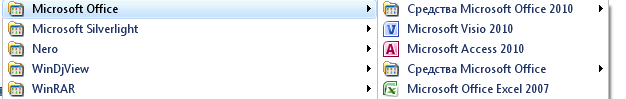 Microsoft Office
Microsoft Silverlight
Nero
WinDjView
WinRAR
Средства Microsoft Office 2010
Microsoft Visio 2010
Microsoft Access 2010
Средства Microsoft Office
Microsoft Office Excel 2007